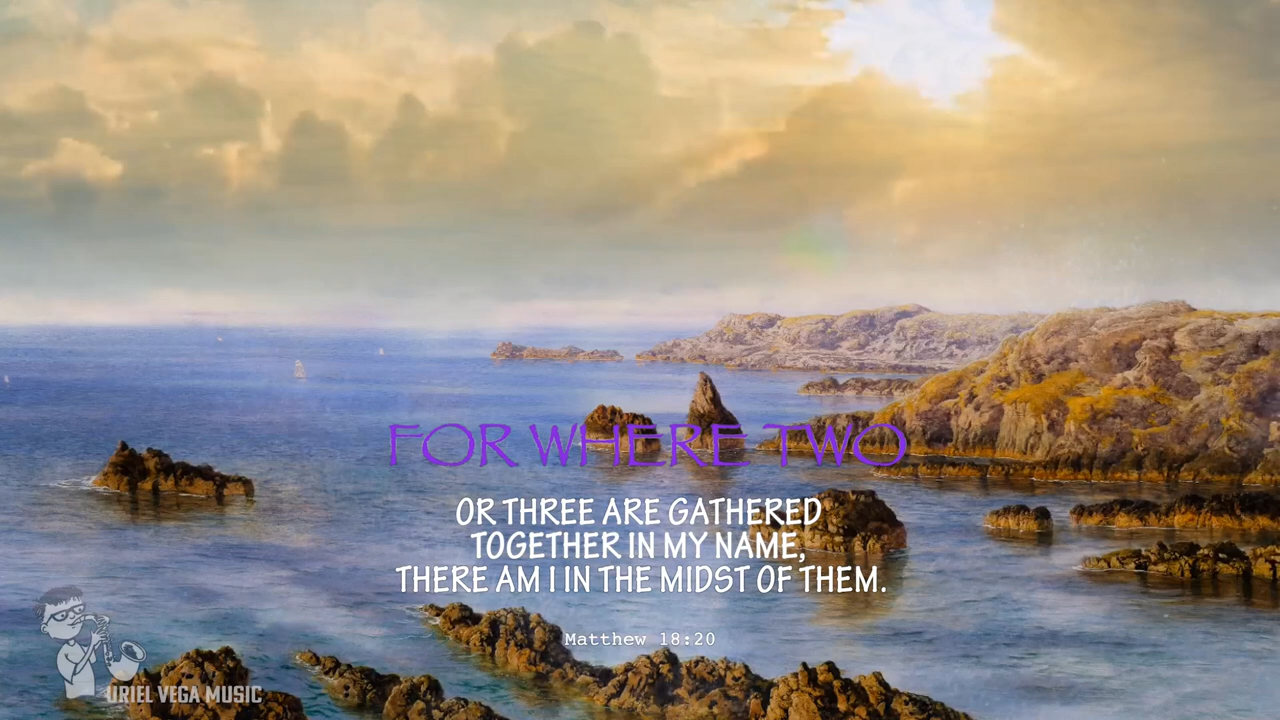 FOR WHERE TWO
OR THREE ARE GATHERED
TOGETHER IN MY NAME,
THERE AM I IN THE MIDST OF THEM.
Matthew 18:20
URIEL VEGA MUSIC